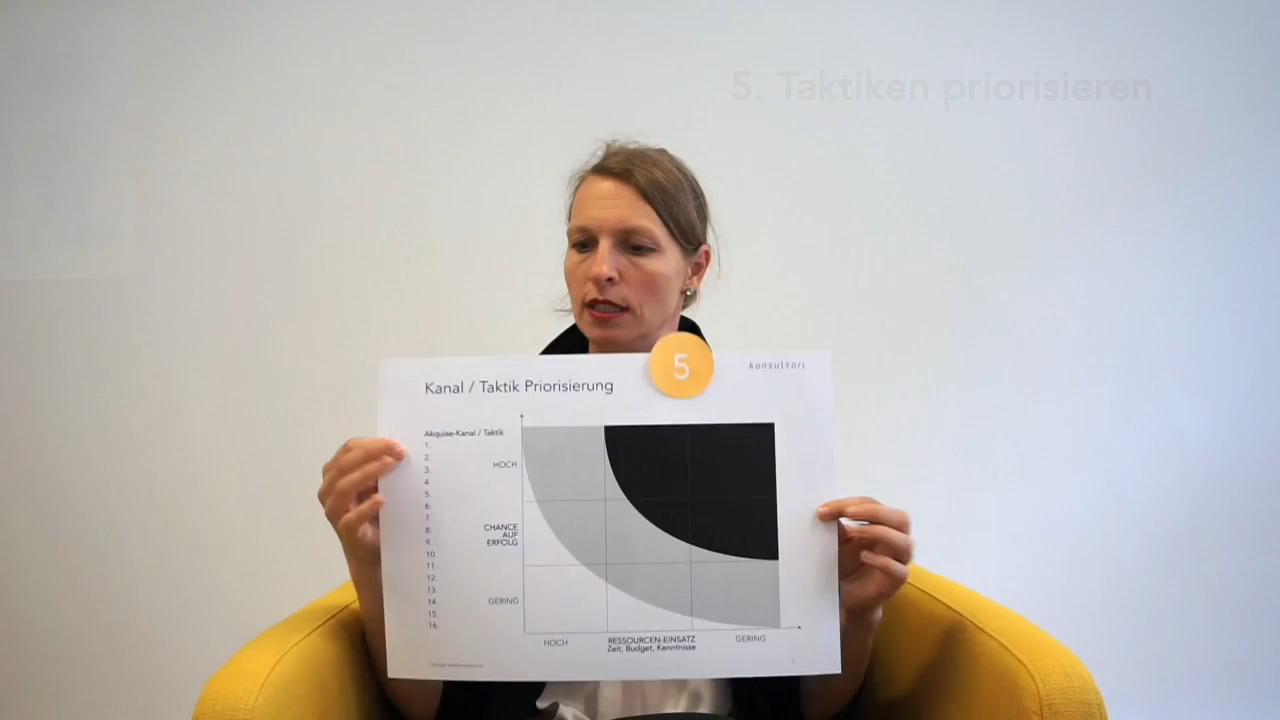 5. Taktiken priorisieren
5
konsultori
Kanal / Taktik Priorisierung
Akquise-Kanal / Taktik
1.
2.
3.
4.
5.
6.
7.
8.
9.
10.
11.
12.
13.
14.
15.
16.
HOCH
CHANCE
AUF
ERFOLG
GERING
HOCH
RESSOURCEN-EINSATZ
GERING
Zeit, Budget, Kenntnisse